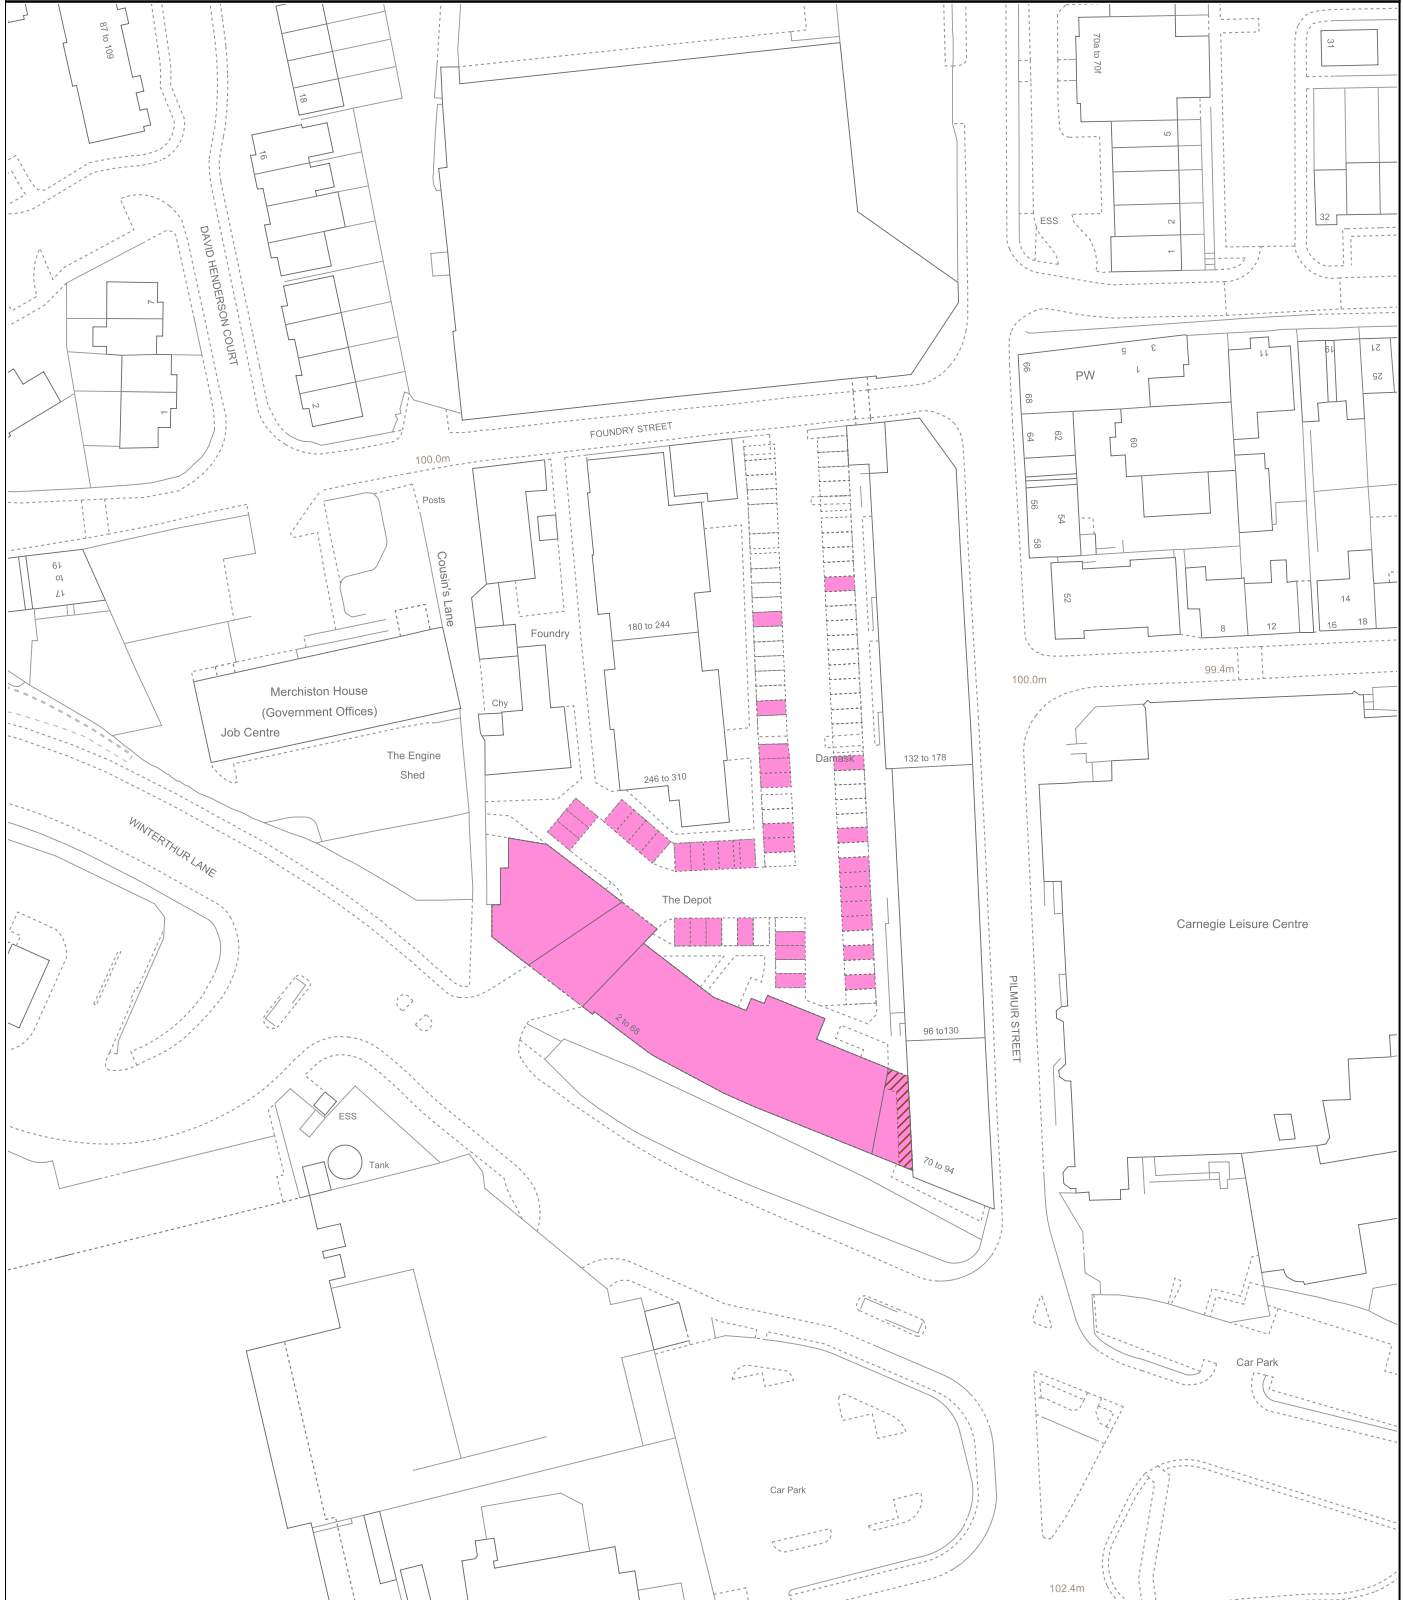 87 to 109
18
16
DAVID HENDERSON COURT
7
1
2
70a to 70f
5
2
1
ESS
31
32
FOUNDRY STREET
100.0m
Posts
Cousin's Lane
66
68
PW
5
3
1
11
19
21
25
64
62
60
56
54
58
52
8
12
14
16
18
99.4m
100.0m
19
to
17
Foundry
180 to 244
Merchiston House
(Government Offices)
Job Centre
Chy
The Engine
Shed
246 to 310
Damask
132 to 178
WINTERTHUR LANE
The Depot
Carnegie Leisure Centre
PILMUIR STREET
2 to 68
96 to130
70 to 94
ESS
Tank
Car Park
Car Park
102.4m